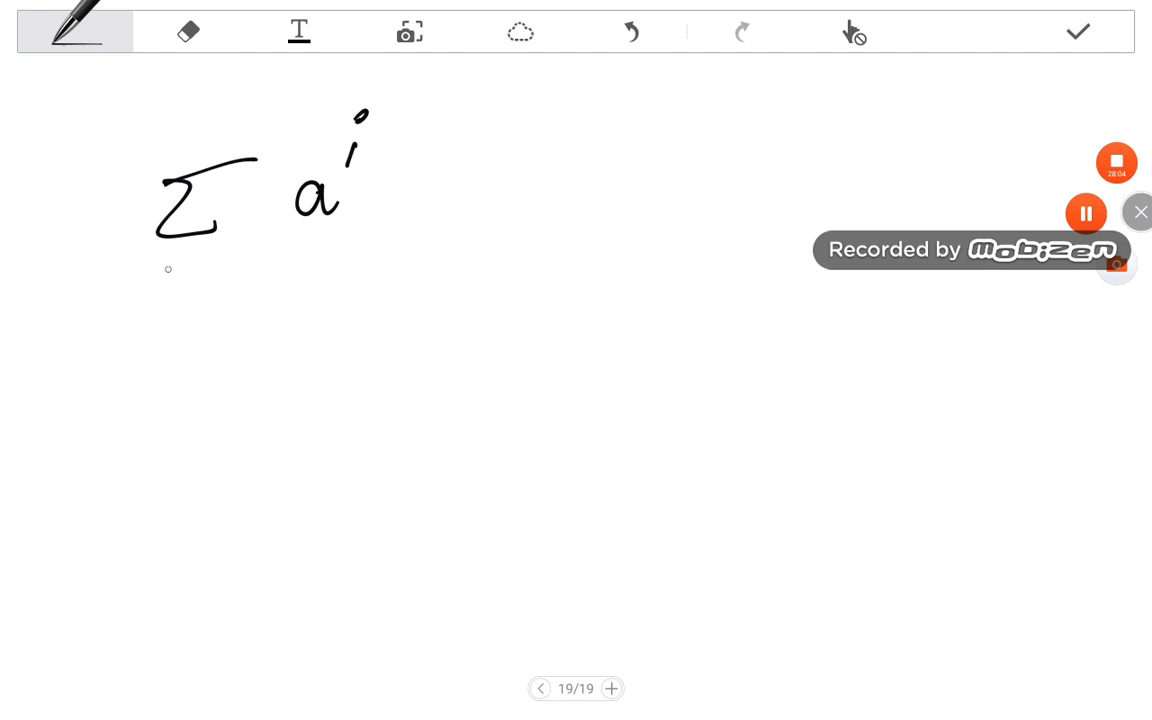 T
Σ aⁱ
28:04
Recorded by mobizen
19/19